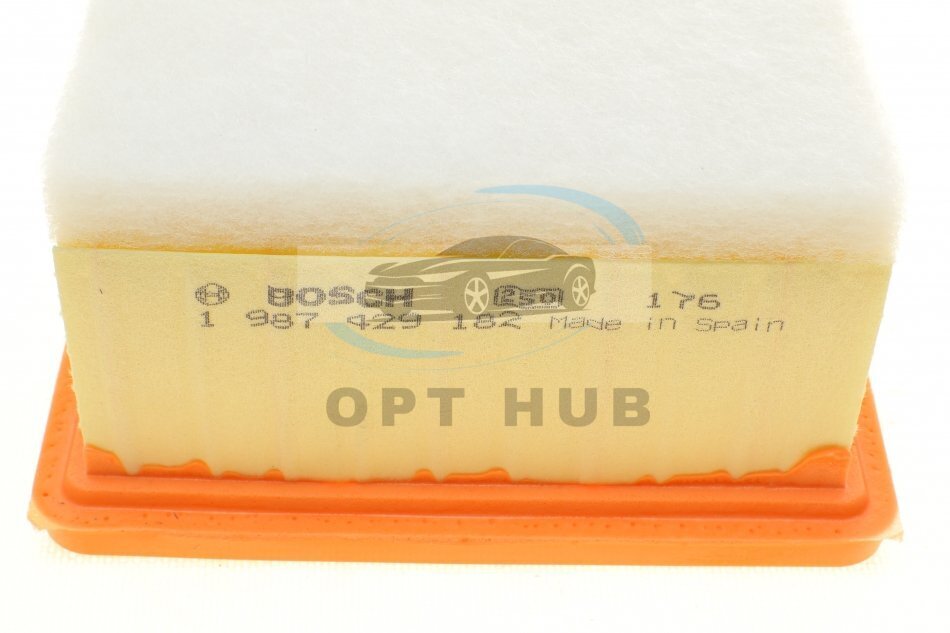 BOSCH 176
1 987 429 182 Made in Spain
OPT HUB